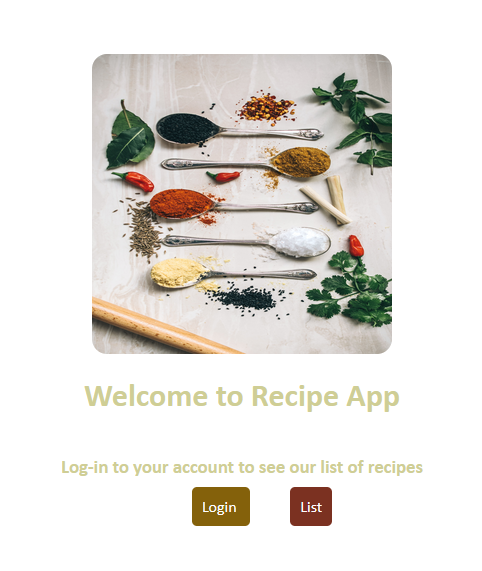 Welcome to Recipe App
Log-in to your account to see our list of recipes
Login
List